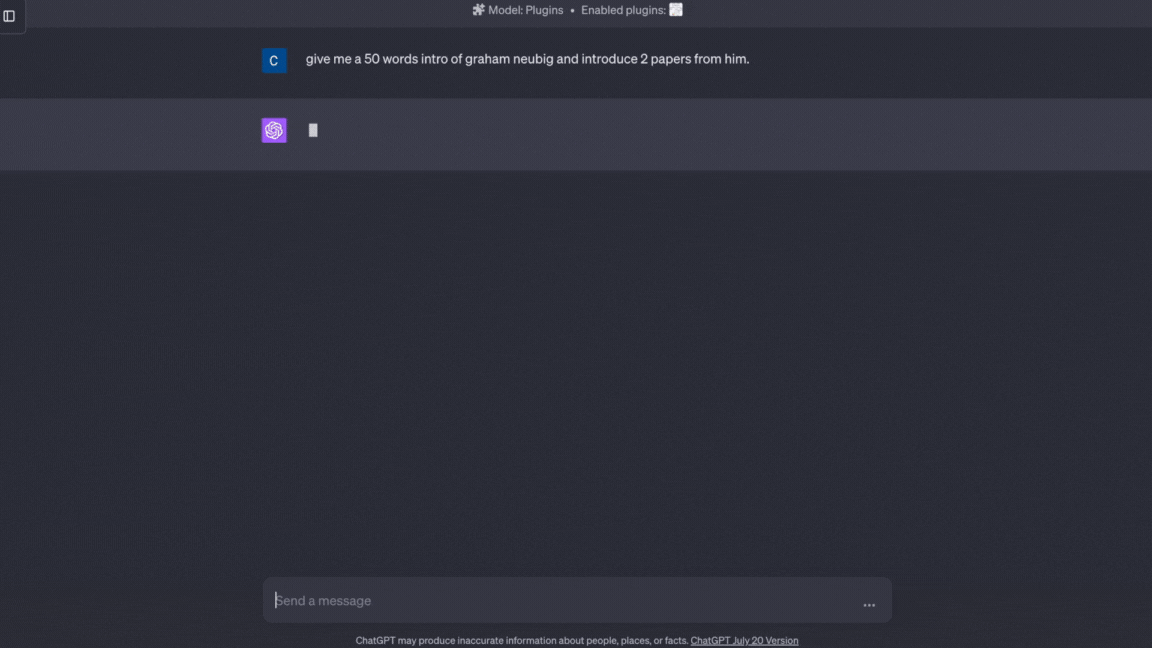 Model: Plugins • Enabled plugins:
C
give me a 50 words intro of graham neubig and introduce 2 papers from him.
Send a message
...
ChatGPT may produce inaccurate information about people, places, or facts. ChatGPT July 20 Version